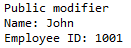 Public modifier
Name: John
Employee ID: 1001